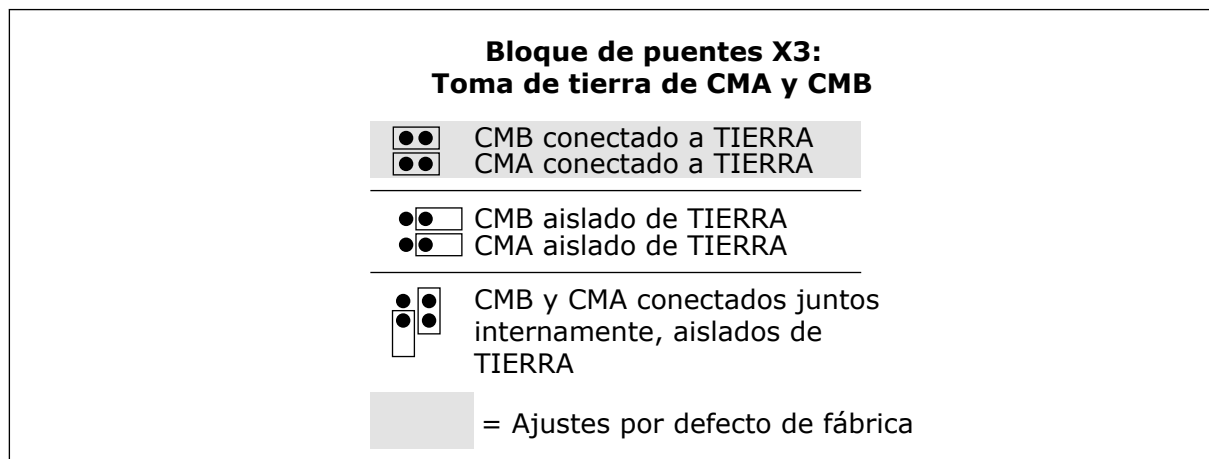 Bloque de puentes X3:
Toma de tierra de CMA y CMB
CMB conectado a TIERRA
CMA conectado a TIERRA
CMB aislado de TIERRA
CMA aislado de TIERRA
CMB y CMA conectados juntos
internamente, aislados de
TIERRA
= Ajustes por defecto de fábrica